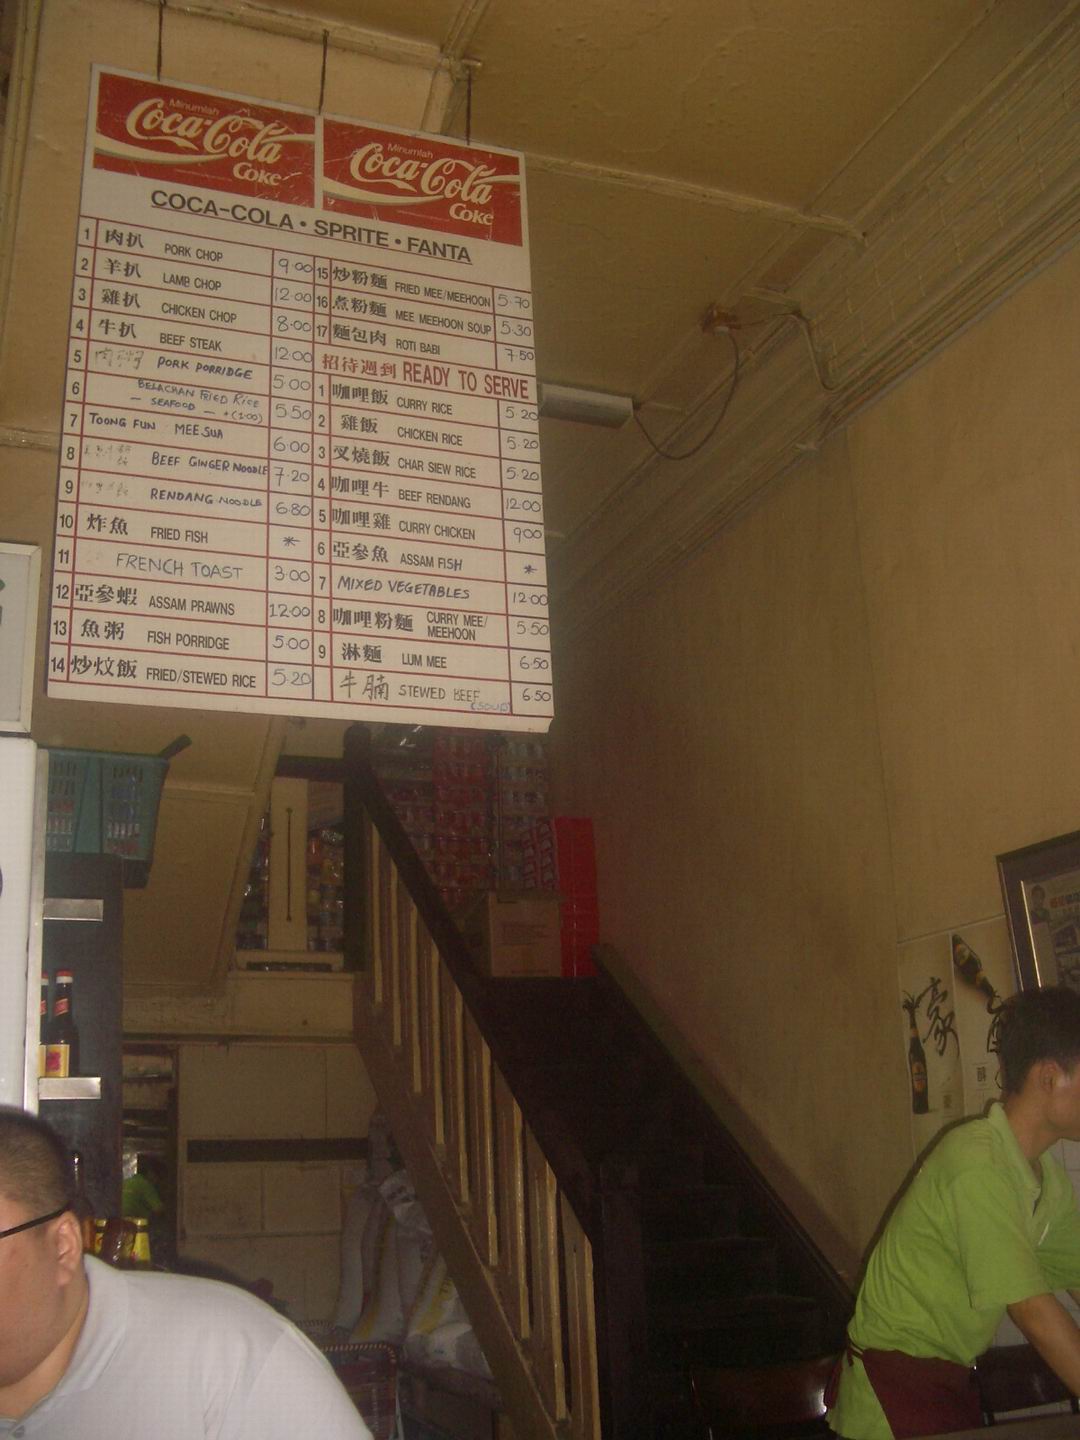 Minumlah
Coca-Cola
Coke
Minumlah
Coca-Cola
Coke
COCA-COLA • SPRITE • FANTA
1 肉扒 PORK CHOP 9.00
2 羊扒 LAMB CHOP 12.00
3 雞扒 CHICKEN CHOP 8.00
4 牛扒 BEEF STEAK 12.00
5 肉粥 PORK PORRIDGE 5.00
6 BELACHAN FRIED RICE 5.50
— SEAFOOD — +(1.00)
7 TOONG FUN MEESUA 6.00
8 BEEF GINGER NOODLE 7.20
9 RENDANG NOODLE 6.80
10 炸魚 FRIED FISH *
11 FRENCH TOAST 3.00
12 亞參蝦 ASSAM PRAWNS 12.00
13 魚粥 FISH PORRIDGE 5.00
14 炒炆飯 FRIED/STEWED RICE 5.20
15 炒粉麵 FRIED MEE/MEEHOON 5.70
16 煮粉麵 MEE MEEHOON SOUP 5.30
17 麵包肉 ROTI BABI 7.50
招待週到 READY TO SERVE
1 咖哩飯 CURRY RICE 5.20
2 雞飯 CHICKEN RICE 5.20
3 叉燒飯 CHAR SIEW RICE 5.20
4 咖哩牛 BEEF RENDANG 12.00
5 咖哩雞 CURRY CHICKEN 9.00
6 亞參魚 ASSAM FISH *
7 MIXED VEGETABLES 12.00
8 咖哩粉麵 CURRY MEE/ 5.50
MEEHOON
9 淋麵 LUM MEE 6.50
牛腩 STEWED BEEF 6.50
(SOUP)
豪
醇